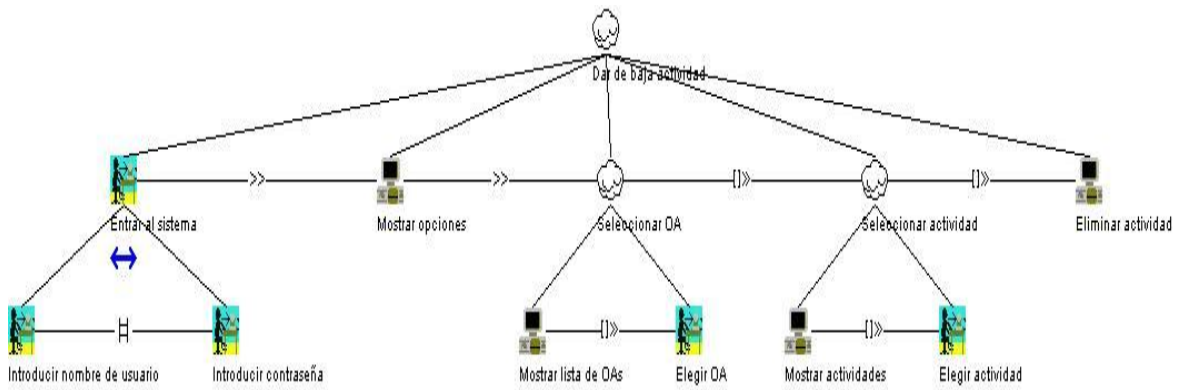 Dar de baja actividad
>> >> []>> []>>
Entrar al sistema Mostrar opciones Seleccionar OA Seleccionar actividad Eliminar actividad
[]>> []>>
Introducir nombre de usuario Introducir contraseña Mostrar lista de OAs Elegir OA Mostrar actividades Elegir actividad